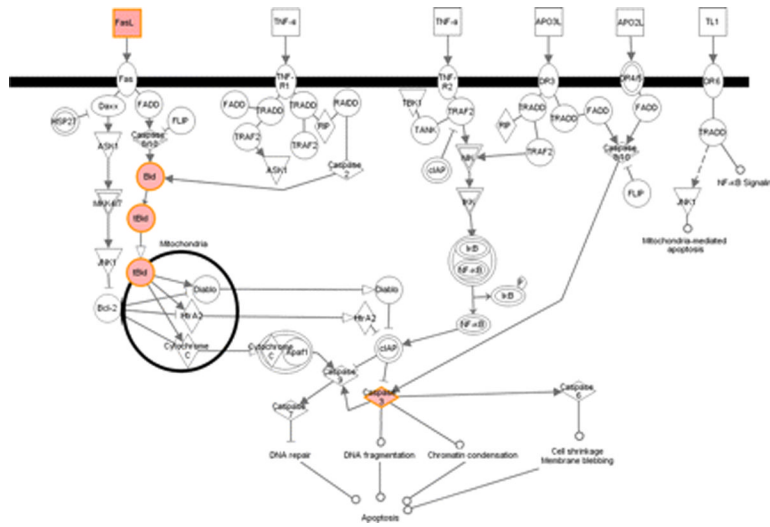 FasL
TNF-α
TNF-α
APO3L
APO2L
TL1
Fas
TNF-
R1
TNF-
R2
DR3
DR4/5
DR6
HSP27
Daxx
FADD
FLIP
Caspase
8/10
FADD
TRADD
TRADD
RAIDD
RIP
TRAF2
TRAF2
ASK1
Caspase
2
TBK1
TANK
TRAF2
cIAP
NIK
IKK
RIP
TRADD
TRAF2
TRADD
FADD
FADD
Caspase
8/10
FLIP
TRADD
JNK1
NF-κB Signalin
Mitochondria-mediated
apoptosis
ASK1
MKK4/7
JNK1
Bid
tBid
tBid
Mitochondria
Bcl-2
Diablo
HtrA2
Cytochrome
C
Diablo
HtrA2
Cytochrome
C
Apaf1
IκB
NF-κB
IκB
NF-κB
cIAP
Caspase
9
Caspase
3
Caspase
7
Caspase
6
DNA repair
DNA fragmentation
Chromatin condensation
Cell shrinkage
Membrane blebbing
Apoptosis